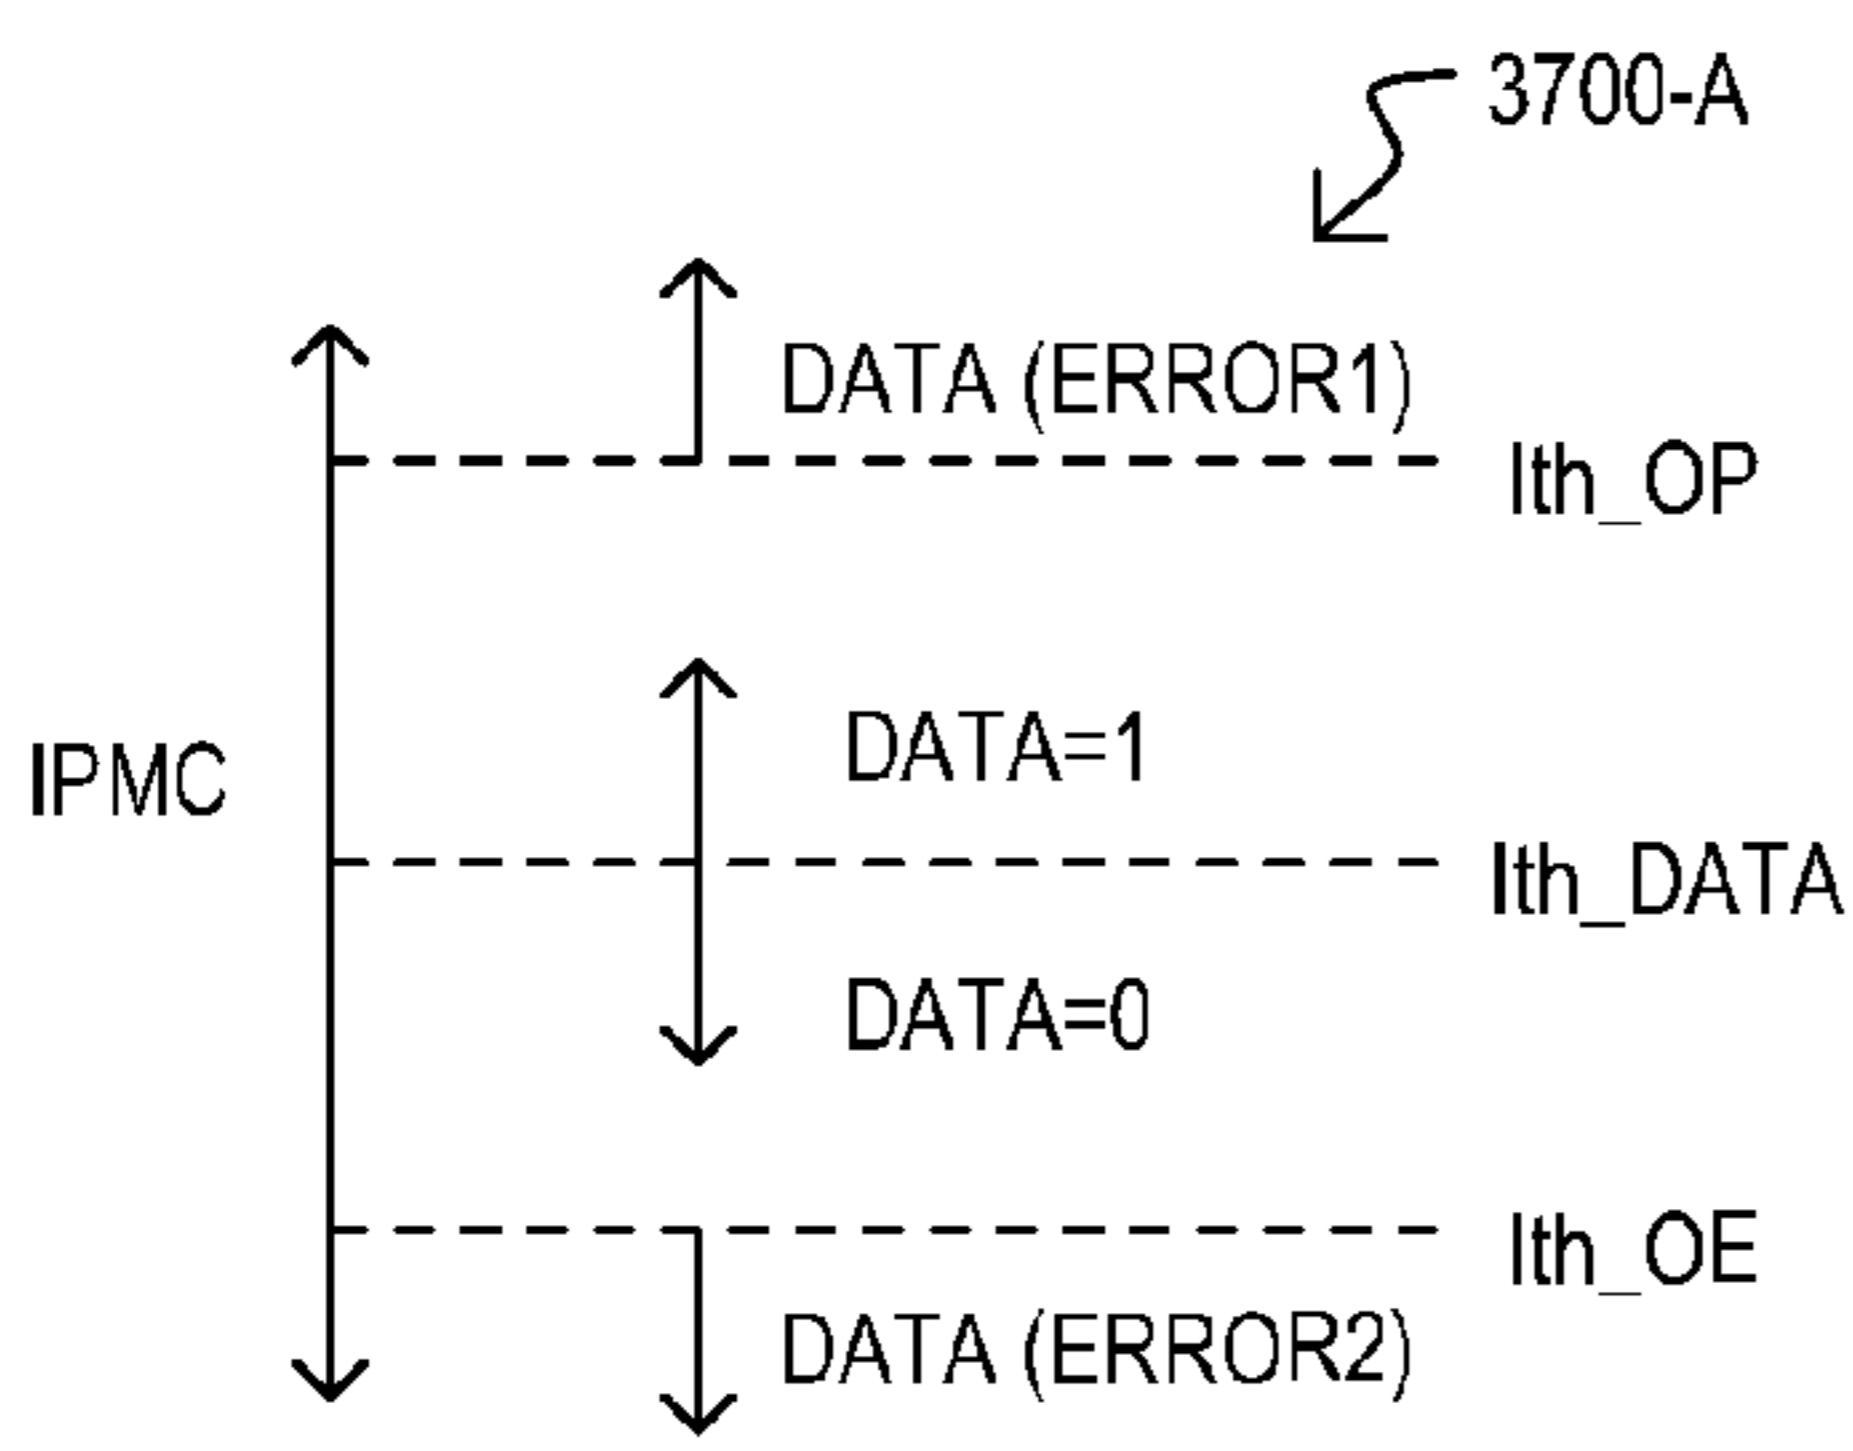 3700-A
DATA (ERROR1)
Ith_OP
DATA=1
IPMC
Ith_DATA
DATA=0
Ith_OE
DATA (ERROR2)